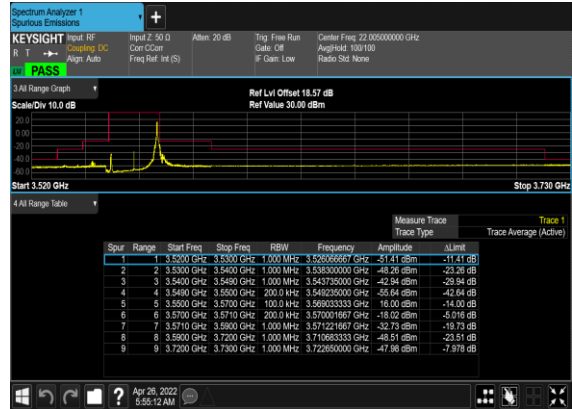 Spectrum Analyzer 1
Spurious Emissions
KEYSIGHT Input: RF Input Z: 50 Ω Atten: 20 dB Trig: Free Run Center Freq: 22.005000000 GHz
R T Coupling: DC Corr CCorr Gate: Off Avg|Hold: 100/100
Align: Auto Freq Ref: Int (S) IF Gain: Low Radio Std: None
PASS
3 All Range Graph
Ref Lvl Offset 18.57 dB
Scale/Div 10.0 dB Ref Value 30.00 dBm
20.0
0.00
-20.0
-40.0
-60.0
Start 3.520 GHz Stop 3.730 GHz
4 All Range Table
Measure Trace Trace 1
Trace Type Trace Average (Active)
Spur Range Start Freq Stop Freq RBW Frequency Amplitude ΔLimit
1 1 3.5200 GHz 3.5300 GHz 1.000 MHz 3.526066667 GHz -51.41 dBm -11.41 dB
2 2 3.5300 GHz 3.5400 GHz 1.000 MHz 3.538300000 GHz -48.26 dBm -23.26 dB
3 3 3.5400 GHz 3.5490 GHz 1.000 MHz 3.543735000 GHz -42.94 dBm -29.94 dB
4 4 3.5490 GHz 3.5500 GHz 200.0 kHz 3.549235000 GHz -55.64 dBm -42.64 dB
5 5 3.5500 GHz 3.5700 GHz 100.0 kHz 3.569033333 GHz 16.00 dBm -14.00 dB
6 6 3.5700 GHz 3.5710 GHz 200.0 kHz 3.570001667 GHz -18.02 dBm -5.016 dB
7 7 3.5710 GHz 3.5900 GHz 1.000 MHz 3.571221667 GHz -32.73 dBm -19.73 dB
8 8 3.5900 GHz 3.7200 GHz 1.000 MHz 3.710683333 GHz -48.51 dBm -23.51 dB
9 9 3.7200 GHz 3.7300 GHz 1.000 MHz 3.722650000 GHz -47.98 dBm -7.978 dB
? Apr 26, 2022
5:55:12 AM